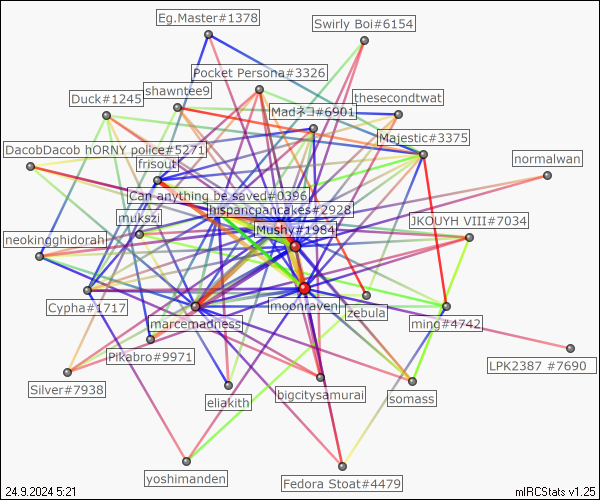 Eg.Master#1378
Swirly Boi#6154
Pocket Persona#3326
shawntee9
Duck#1245
Madネコ#6901
thesecondtwat
Majestic#3375
DacobDacob hORNY police#5271
frisouti
normalwan
Can anything be saved#0396
hispancpancakes#2928
mukszi
JKOUYH VIII#7034
Mushy#1984
neokingghidorah
Cypha#1717
moonraven
zebula
marcemadness
ming#4742
Pikabro#9971
LPK2387 #7690
Silver#7938
eliakith
bigcitysamurai
somass
yoshimanden
Fedora Stoat#4479
24.9.2024 5:21
mIRCStats v1.25